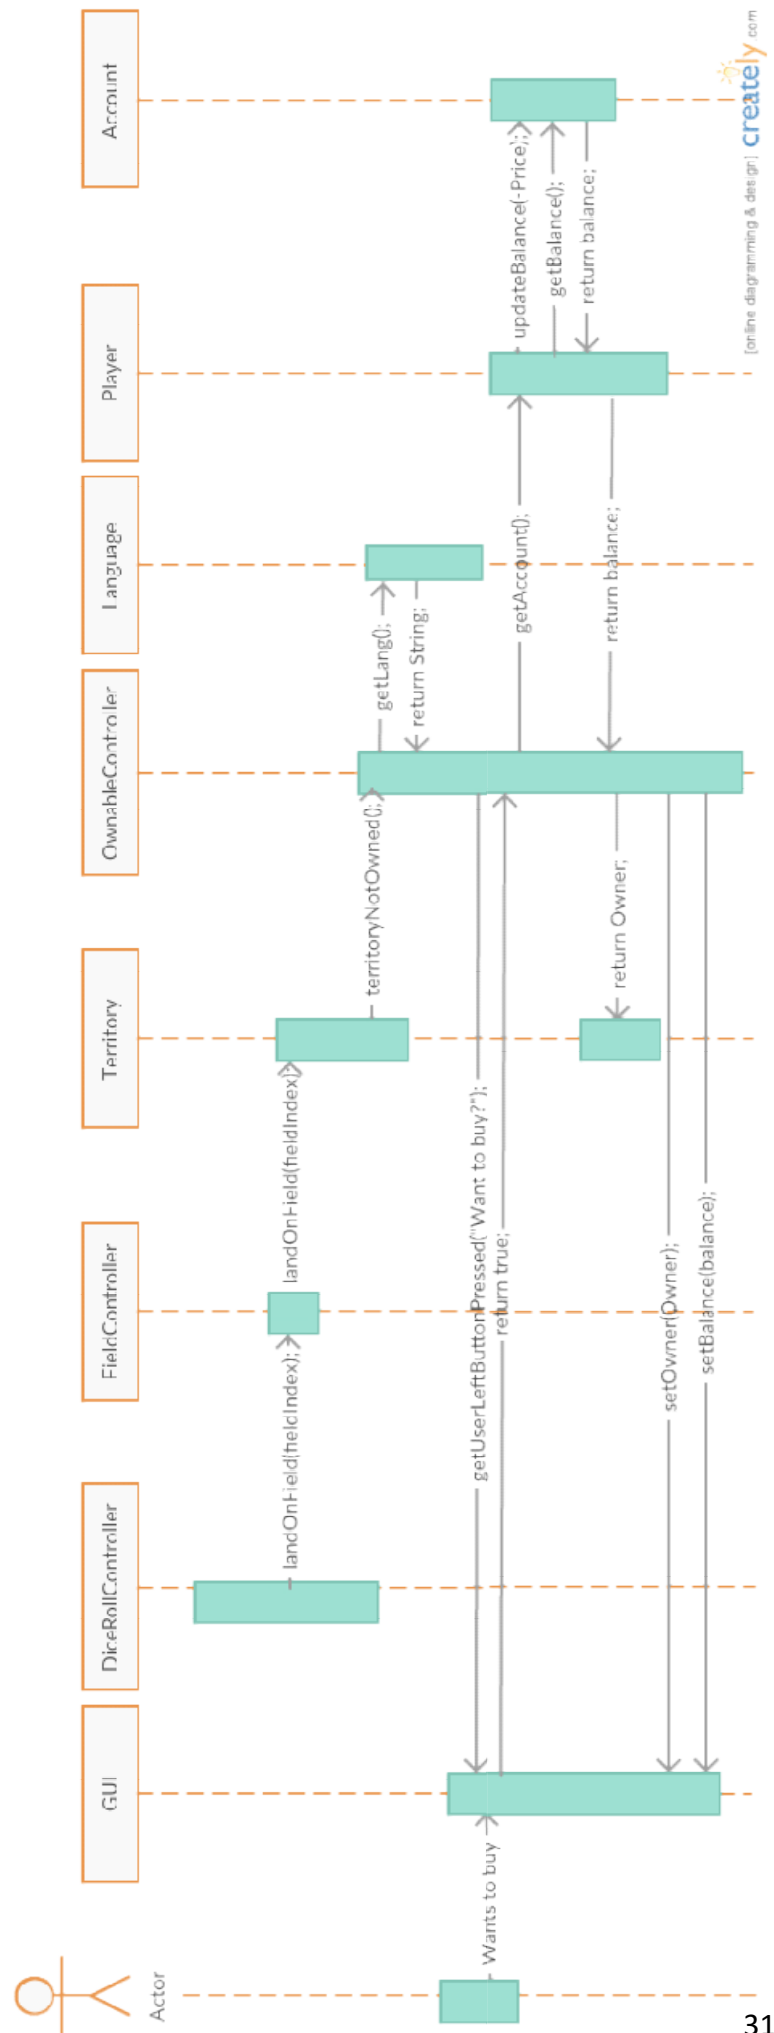 Actor
GUI
DiceRollController
FieldController
Territory
OwnableController
Language
Player
Account
landOnField(fieldIndex);
landOnField(fieldIndex);
territoryNotOwned();
getLang();
return String;
Wants to buy
getUserLeftButtonPressed("Want to buy?");
return true;
getAccount();
updateBalance(-Price);
getBalance();
return balance;
return balance;
return Owner;
setOwner(Owner);
setBalance(balance);
[online diagramming & design] creately.com
31